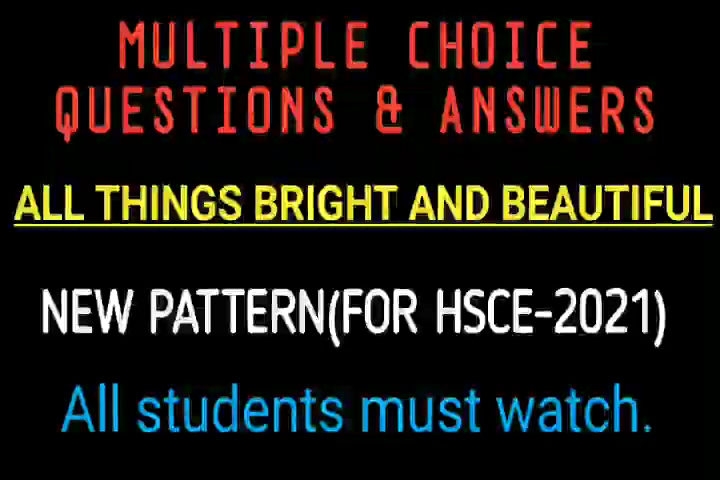 MULTIPLE CHOICE
QUESTIONS & ANSWERS
ALL THINGS BRIGHT AND BEAUTIFUL
NEW PATTERN(FOR HSCE-2021)
All students must watch.